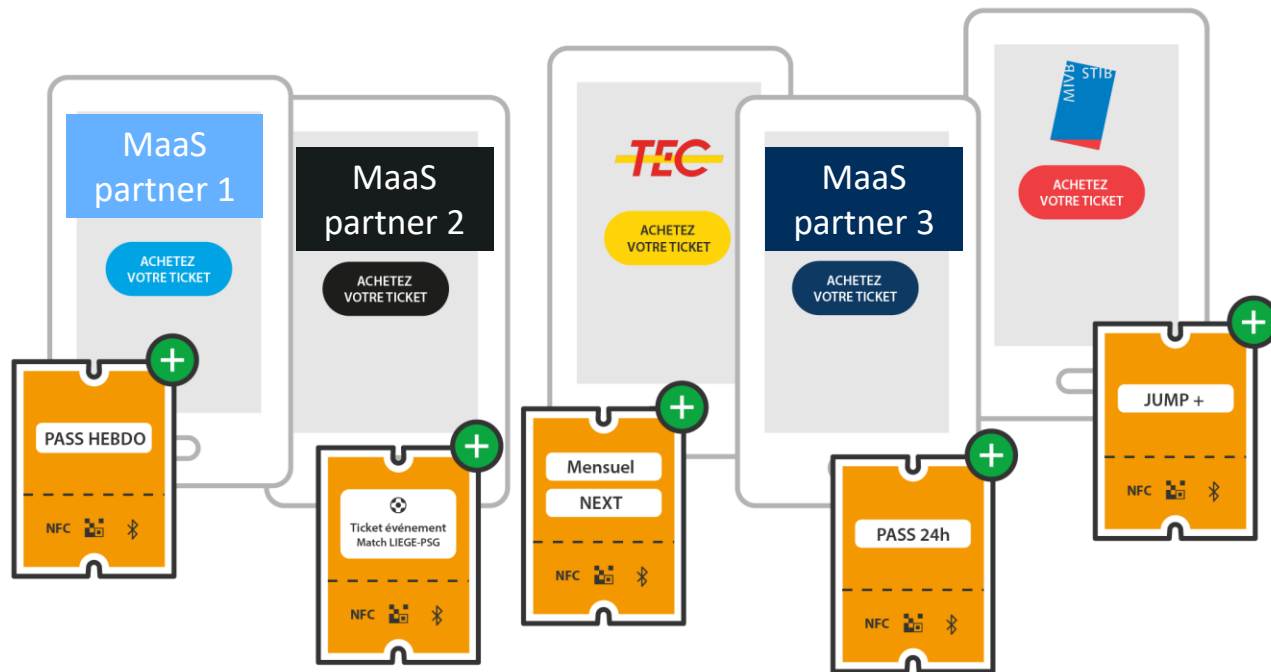 MaaS
partner 1
ACHETEZ
VOTRE TICKET
PASS HEBDO
NFC
MaaS
partner 2
ACHETEZ
VOTRE TICKET
Ticket événement
Match LIEGE-PSG
NFC
TEC
ACHETEZ
VOTRE TICKET
Mensuel
NEXT
NFC
MaaS
partner 3
ACHETEZ
VOTRE TICKET
PASS 24h
NFC
MIVB
STIB
ACHETEZ
VOTRE TICKET
JUMP +
NFC